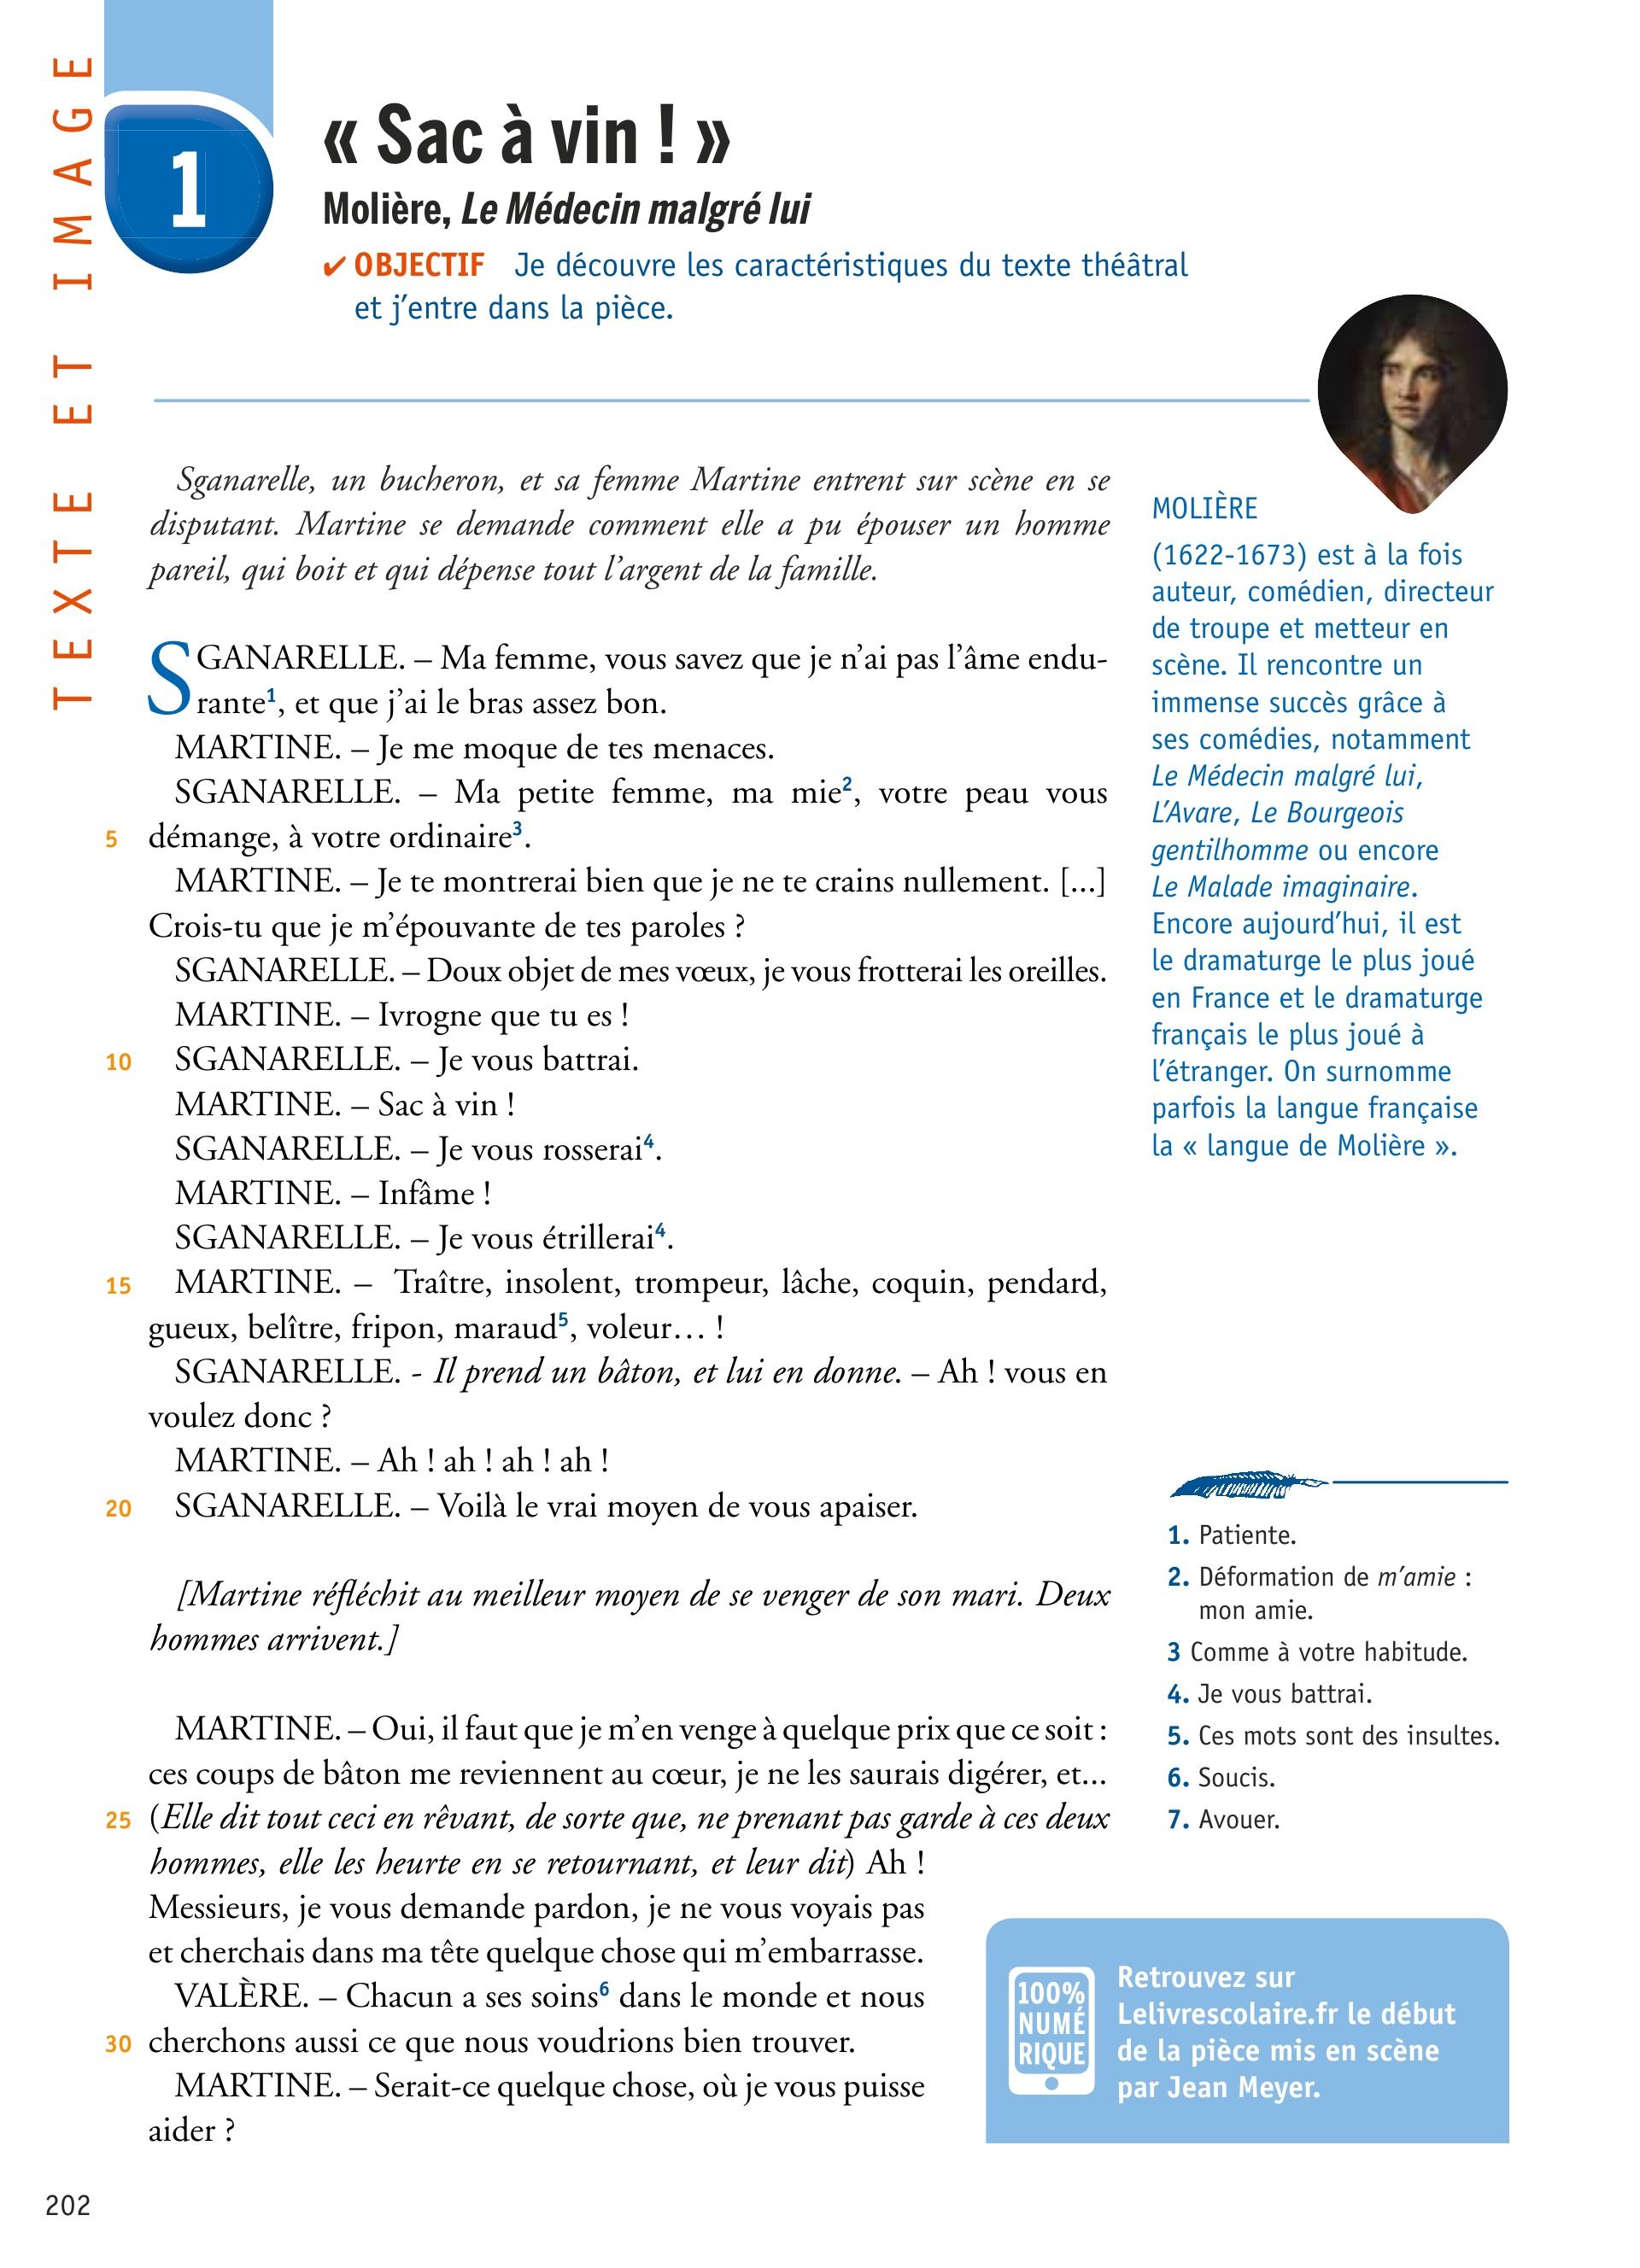 TEXTE ET IMAGE
1
« Sac à vin ! »
Molière, Le Médecin malgré lui
✔ OBJECTIF Je découvre les caractéristiques du texte théâtral
et j’entre dans la pièce.
Sganarelle, un bucheron, et sa femme Martine entrent sur scène en se
disputant. Martine se demande comment elle a pu épouser un homme
pareil, qui boit et qui dépense tout l’argent de la famille.
SGANARELLE. – Ma femme, vous savez que je n’ai pas l’âme endu-
rante1, et que j’ai le bras assez bon.
MARTINE. – Je me moque de tes menaces.
SGANARELLE. – Ma petite femme, ma mie2, votre peau vous
5 démange, à votre ordinaire3.
MARTINE. – Je te montrerai bien que je ne te crains nullement. [...]
Crois-tu que je m’épouvante de tes paroles ?
SGANARELLE. – Doux objet de mes vœux, je vous frotterai les oreilles.
MARTINE. – Ivrogne que tu es !
10 SGANARELLE. – Je vous battrai.
MARTINE. – Sac à vin !
SGANARELLE. – Je vous rosserai4.
MARTINE. – Infâme !
SGANARELLE. – Je vous étrillerai4.
15 MARTINE. – Traître, insolent, trompeur, lâche, coquin, pendard,
gueux, belître, fripon, maraud5, voleur… !
SGANARELLE. - Il prend un bâton, et lui en donne. – Ah ! vous en
voulez donc ?
MARTINE. – Ah ! ah ! ah ! ah !
20 SGANARELLE. – Voilà le vrai moyen de vous apaiser.
[Martine réfléchit au meilleur moyen de se venger de son mari. Deux
hommes arrivent.]
MARTINE. – Oui, il faut que je m’en venge à quelque prix que ce soit :
ces coups de bâton me reviennent au cœur, je ne les saurais digérer, et...
25 (Elle dit tout ceci en rêvant, de sorte que, ne prenant pas garde à ces deux
hommes, elle les heurte en se retournant, et leur dit) Ah !
Messieurs, je vous demande pardon, je ne vous voyais pas
et cherchais dans ma tête quelque chose qui m’embarrasse.
VALÈRE. – Chacun a ses soins6 dans le monde et nous
30 cherchons aussi ce que nous voudrions bien trouver.
MARTINE. – Serait-ce quelque chose, où je vous puisse
aider ?
MOLIÈRE
(1622-1673) est à la fois
auteur, comédien, directeur
de troupe et metteur en
scène. Il rencontre un
immense succès grâce à
ses comédies, notamment
Le Médecin malgré lui,
L’Avare, Le Bourgeois
gentilhomme ou encore
Le Malade imaginaire.
Encore aujourd’hui, il est
le dramaturge le plus joué
en France et le dramaturge
français le plus joué à
l’étranger. On surnomme
parfois la langue française
la « langue de Molière ».
1. Patiente.
2. Déformation de m’amie :
mon amie.
3 Comme à votre habitude.
4. Je vous battrai.
5. Ces mots sont des insultes.
6. Soucis.
7. Avouer.
100%
NUMÉ
RIQUE
Retrouvez sur
Lelivrescolaire.fr le début
de la pièce mis en scène
par Jean Meyer.
202